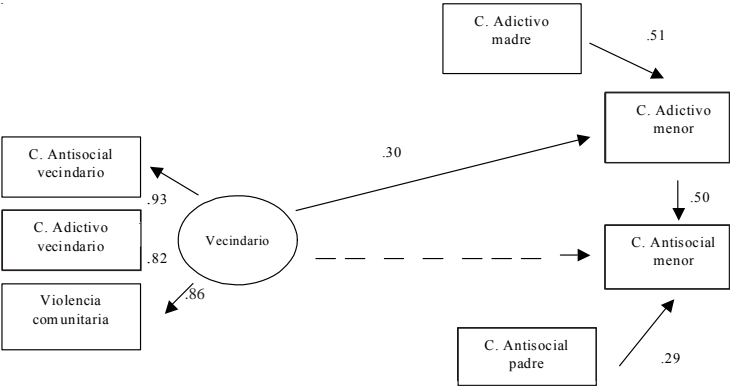 C. Adictivo
madre
.51
C. Adictivo
menor
.30
C. Antisocial
vecindario
.93
C. Adictivo
vecindario
.82
Vecindario
.50
C. Antisocial
menor
Violencia
comunitaria
.86
C. Antisocial
padre
.29